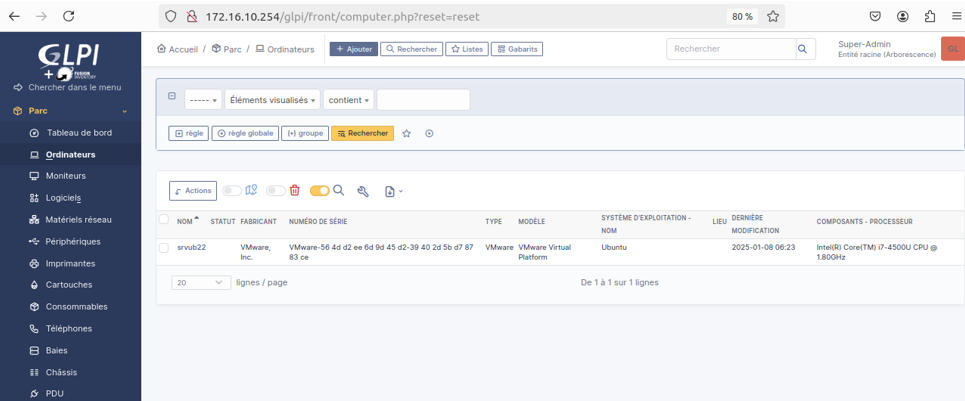 172.16.10.254/glpi/front/computer.php?reset=reset
80 %
GLPI
+ FUSION INVENTORY
Chercher dans le menu
Parc
Tableau de bord
Ordinateurs
Moniteurs
Logiciels
Matériels réseau
Périphériques
Imprimantes
Cartouches
Consommables
Téléphones
Baies
Châssis
PDU
Accueil / Parc / Ordinateurs
+ Ajouter
Rechercher
Listes
Gabarits
Rechercher
Super-Admin
Entité racine (Arborescence)
GL
----- Éléments visualisés contient
règle
règle globale
(+) groupe
Rechercher
Actions
NOM STATUT FABRICANT NUMÉRO DE SÉRIE TYPE MODÈLE SYSTÈME D'EXPLOITATION - NOM LIEU DERNIÈRE MODIFICATION COMPOSANTS - PROCESSEUR
srvub22 VMware, Inc. VMware-56 4d d2 ee 6d 9d 45 d2-39 40 2d 5b d7 87 83 ce VMware VMware Virtual Platform Ubuntu 2025-01-08 06:23 Intel(R) Core(TM) i7-4500U CPU @ 1.80GHz
20 lignes / page
De 1 à 1 sur 1 lignes